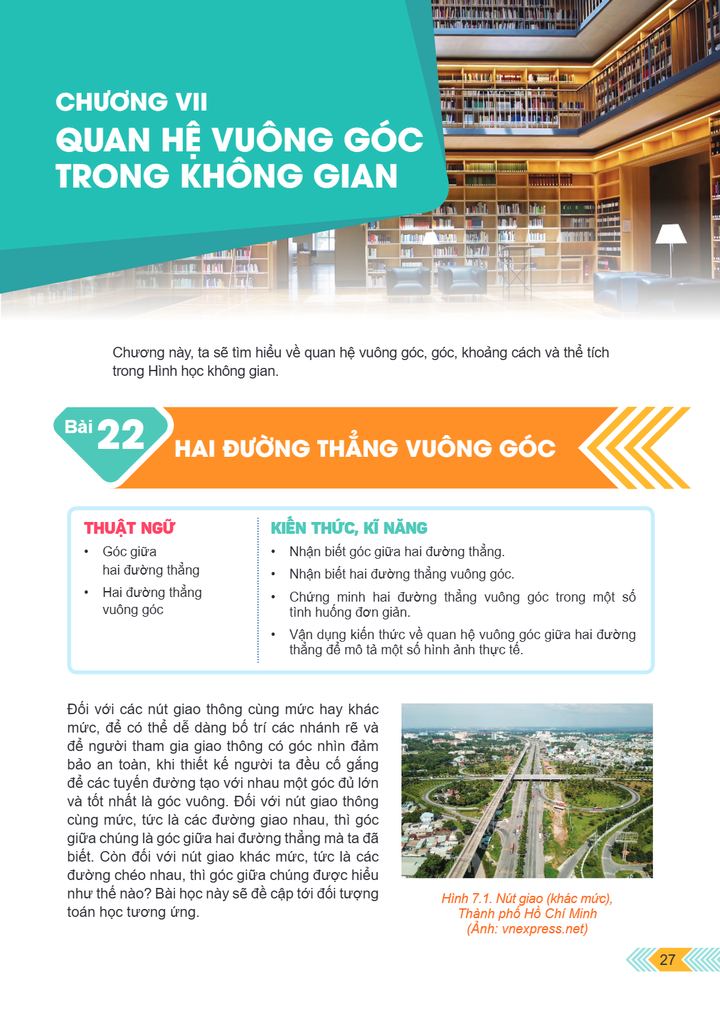 CHƯƠNG VII
QUAN HỆ VUÔNG GÓC
TRONG KHÔNG GIAN
Chương này, ta sẽ tìm hiểu về quan hệ vuông góc, góc, khoảng cách và thể tích
trong Hình học không gian.
Bài 22
HAI ĐƯỜNG THẲNG VUÔNG GÓC
THUẬT NGỮ
• Góc giữa
hai đường thẳng
• Hai đường thẳng
vuông góc
KIẾN THỨC, KĨ NĂNG
• Nhận biết góc giữa hai đường thẳng.
• Nhận biết hai đường thẳng vuông góc.
• Chứng minh hai đường thẳng vuông góc trong một số
tình huống đơn giản.
• Vận dụng kiến thức về quan hệ vuông góc giữa hai đường
thẳng để mô tả một số hình ảnh thực tế.
Đối với các nút giao thông cùng mức hay khác
mức, để có thể dễ dàng bố trí các nhánh rẽ và
để người tham gia giao thông có góc nhìn đảm
bảo an toàn, khi thiết kế người ta đều cố gắng
để các tuyến đường tạo với nhau một góc đủ lớn
và tốt nhất là góc vuông. Đối với nút giao thông
cùng mức, tức là các đường giao nhau, thì góc
giữa chúng là góc giữa hai đường thẳng mà ta đã
biết. Còn đối với nút giao khác mức, tức là các
đường chéo nhau, thì góc giữa chúng được hiểu
như thế nào? Bài học này sẽ đề cập tới đối tượng
toán học tương ứng.
Hình 7.1. Nút giao (khác mức),
Thành phố Hồ Chí Minh
(Ảnh: vnexpress.net)
27